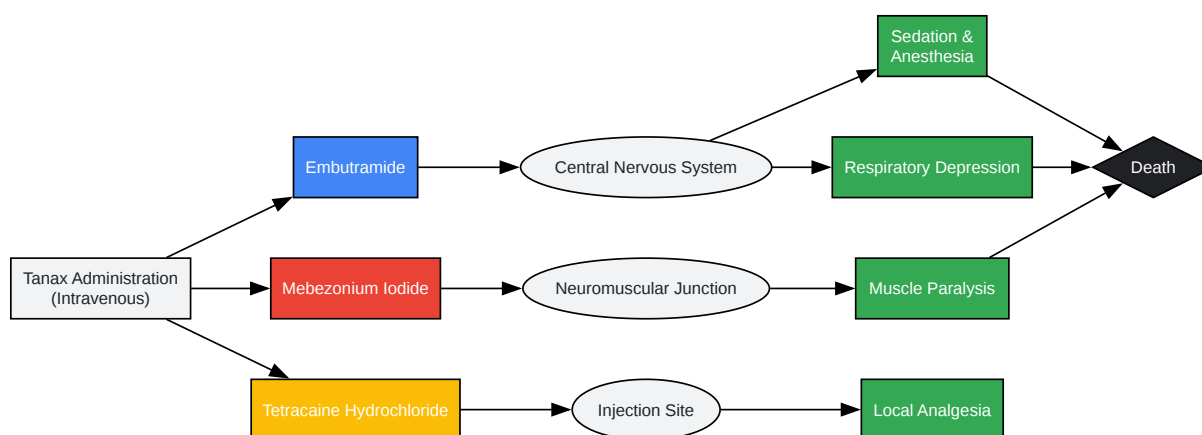 Sedation &
Anesthesia
Embutramide
Central Nervous System
Respiratory Depression
Death
Tanax Administration
(Intravenous)
Mebezonium Iodide
Neuromuscular Junction
Muscle Paralysis
Tetracaine Hydrochloride
Injection Site
Local Analgesia